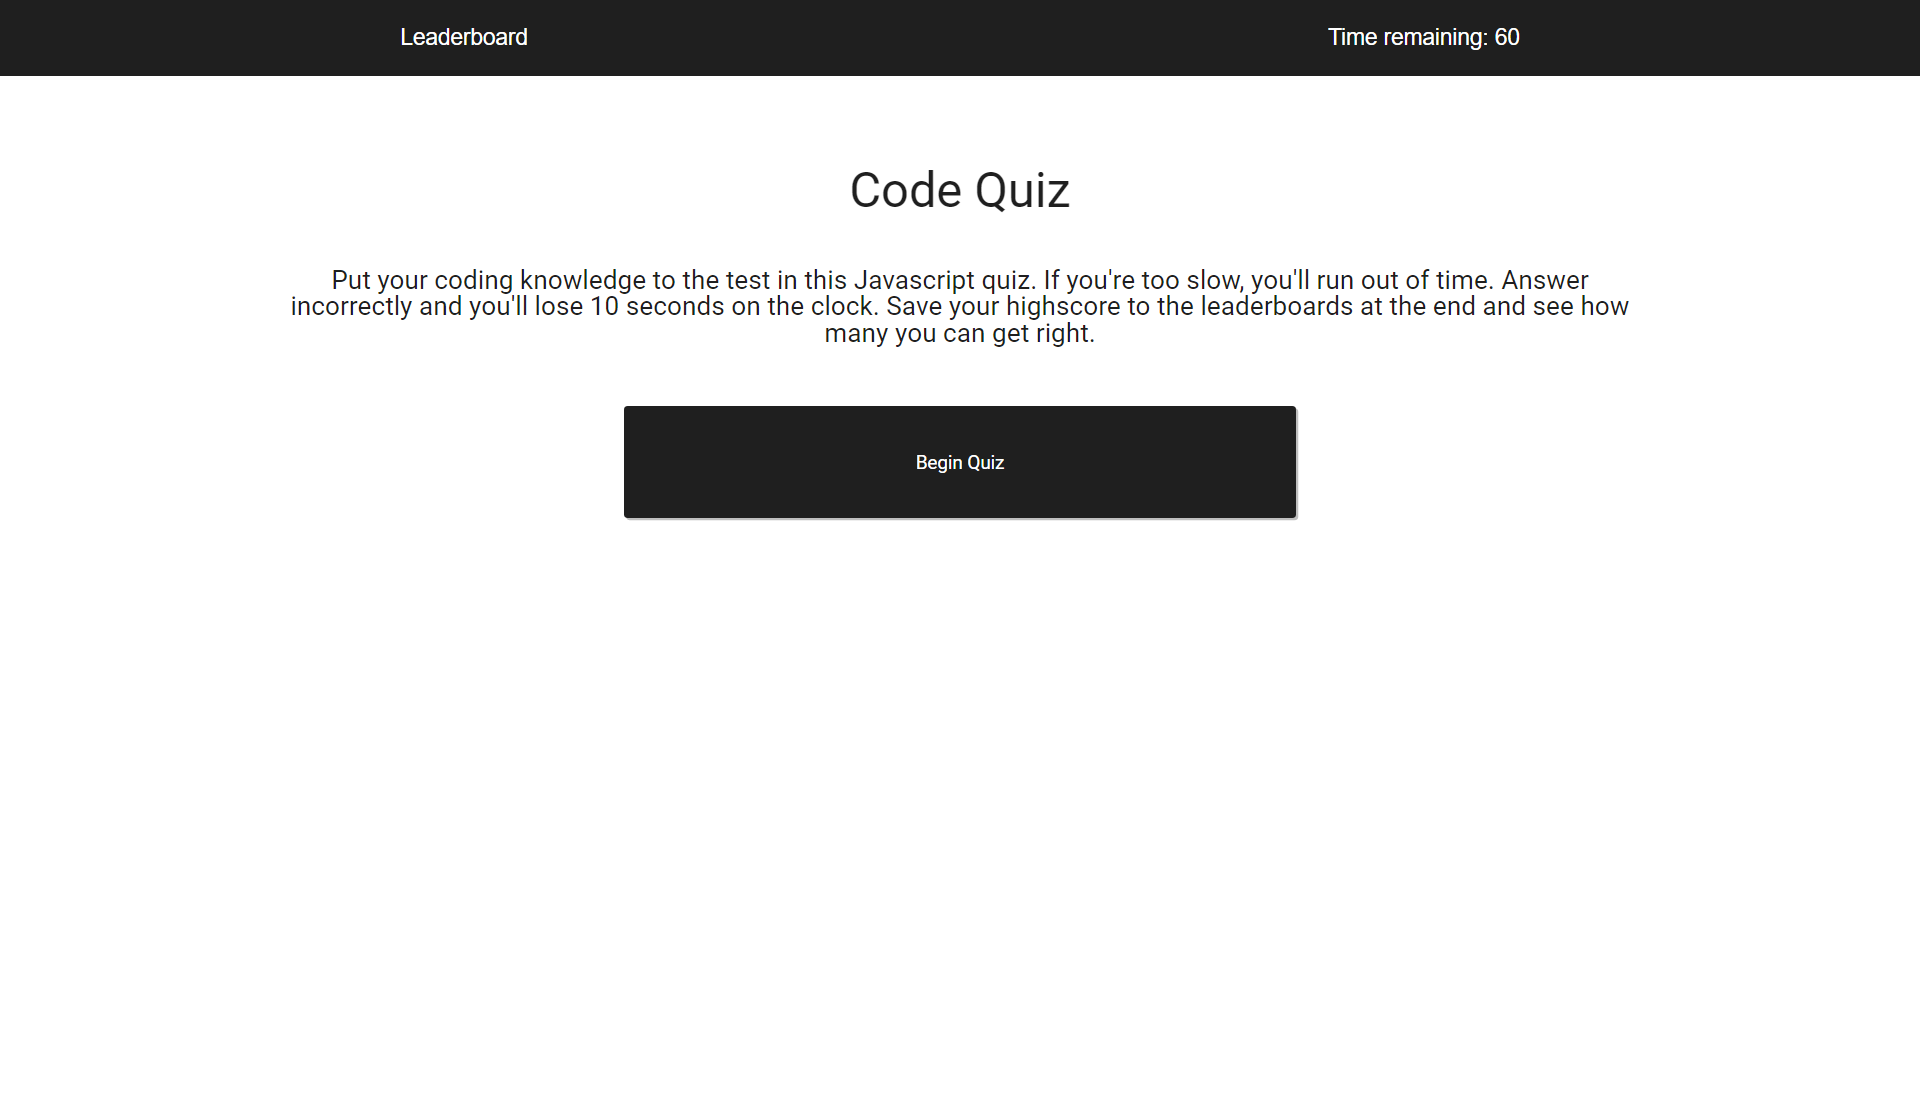 Leaderboard
Time remaining: 60
Code Quiz
Put your coding knowledge to the test in this Javascript quiz. If you're too slow, you'll run out of time. Answer
incorrectly and you'll lose 10 seconds on the clock. Save your highscore to the leaderboards at the end and see how
many you can get right.
Begin Quiz